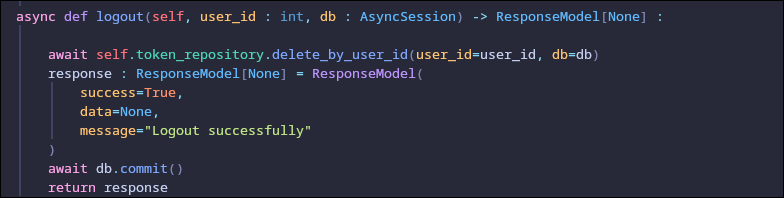 async def logout(self, user_id : int, db : AsyncSession) -> ResponseModel[None] :
await self.token_repository.delete_by_user_id(user_id=user_id, db=db)
response : ResponseModel[None] = ResponseModel(
success=True,
data=None,
message="Logout successfully"
)
await db.commit()
return response